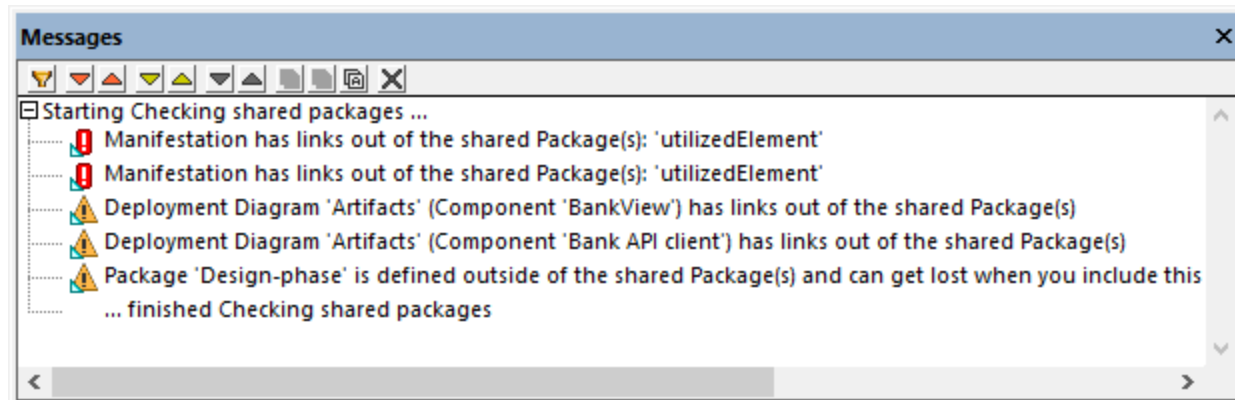 Messages
Starting Checking shared packages ...
Manifestation has links out of the shared Package(s): 'utilizedElement'
Manifestation has links out of the shared Package(s): 'utilizedElement'
Deployment Diagram 'Artifacts' (Component 'BankView') has links out of the shared Package(s)
Deployment Diagram 'Artifacts' (Component 'Bank API client') has links out of the shared Package(s)
Package 'Design-phase' is defined outside of the shared Package(s) and can get lost when you include this
... finished Checking shared packages